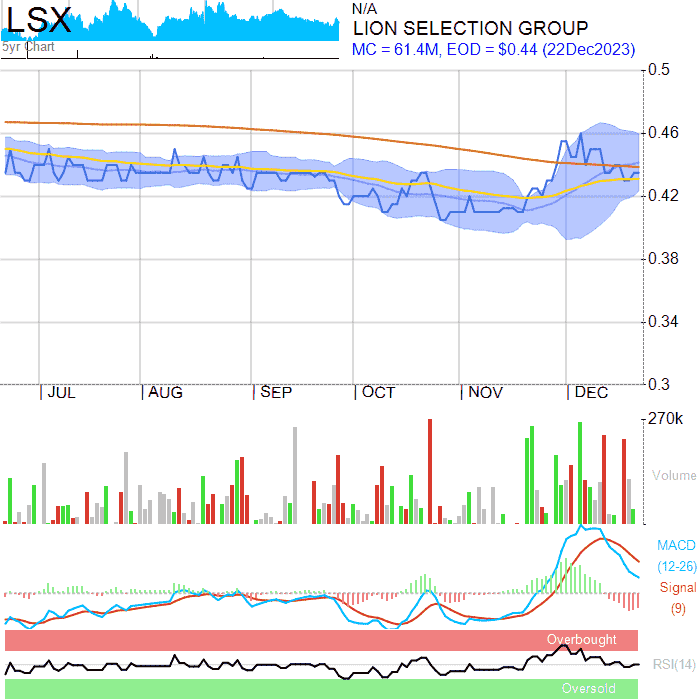 LSX
5yr Chart
N/A
LION SELECTION GROUP
MC = 61.4M, EOD = $0.44 (22Dec2023)
0.5
0.46
0.42
0.38
0.34
0.3
JUL AUG SEP OCT NOV DEC
270k
Volume
MACD
(12-26)
Signal
(9)
Overbought
RSI(14)
Oversold